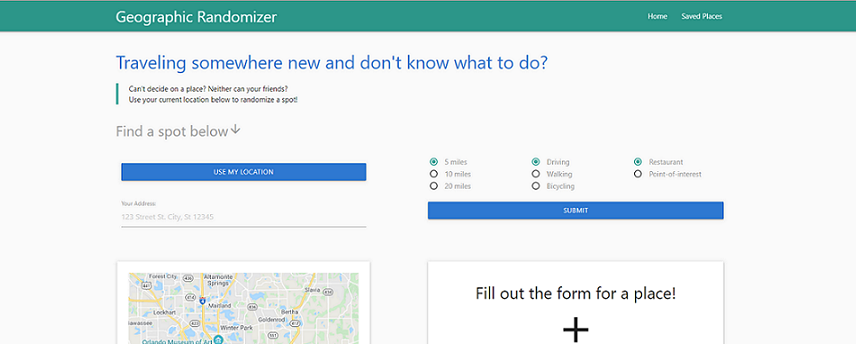 Geographic Randomizer
Home
Saved Places
Traveling somewhere new and don't know what to do?
Can't decide on a place? Neither can your friends?
Use your current location below to randomize a spot!
Find a spot below
USE MY LOCATION
Your Address:
123 Street St. City, St 12345
5 miles
10 miles
20 miles
Driving
Walking
Bicycling
Restaurant
Point-of-interest
SUBMIT
Forest City
Altamonte
Springs
Slavia
Maitland
Goldenrod
Winter Park
Orlando Museum of Art
Fill out the form for a place!